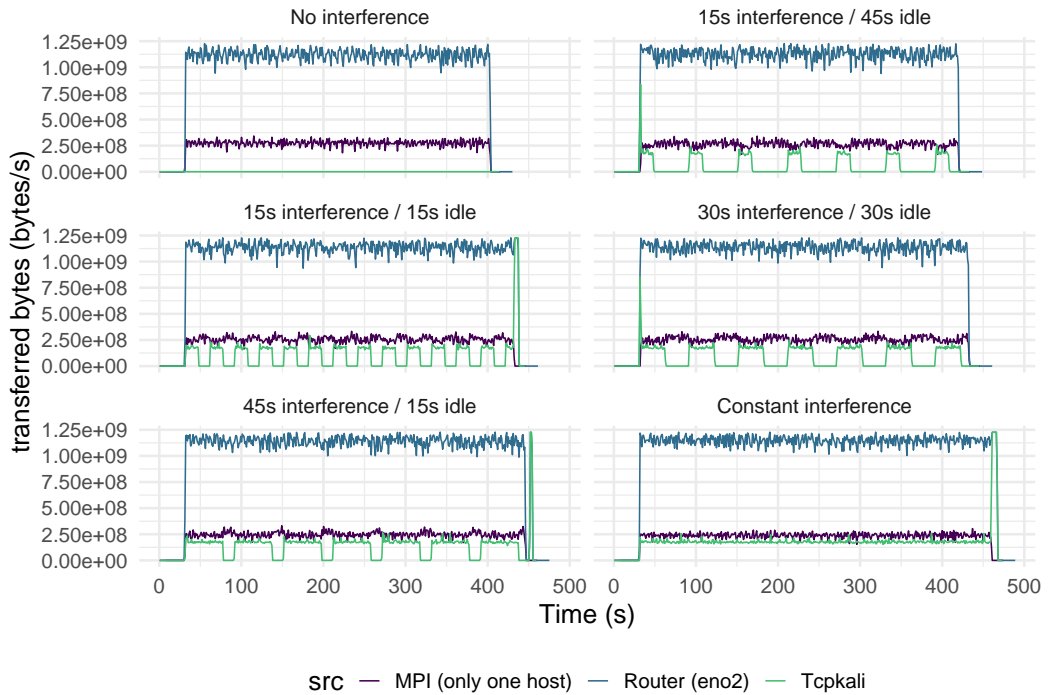 No interference
15s interference / 45s idle
1.25e+09
1.00e+09
7.50e+08
5.00e+08
2.50e+08
0.00e+00
15s interference / 15s idle
30s interference / 30s idle
1.25e+09
1.00e+09
7.50e+08
5.00e+08
2.50e+08
0.00e+00
45s interference / 15s idle
Constant interference
1.25e+09
1.00e+09
7.50e+08
5.00e+08
2.50e+08
0.00e+00
0 100 200 300 400 500
0 100 200 300 400 500
transferred bytes (bytes/s)
Time (s)
src MPI (only one host) Router (eno2) Tcpkali